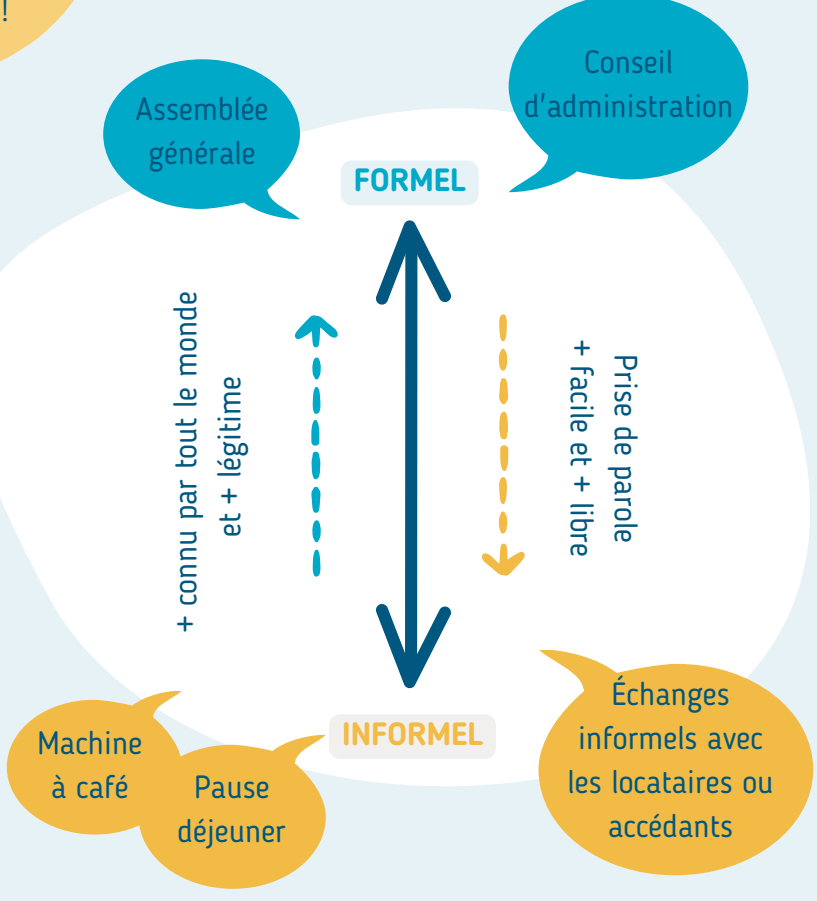 !
Assemblée
générale
Conseil
d'administration
FORMEL
+ connu par tout le monde
et + légitime
Prise de parole
+ facile et + libre
INFORMEL
Machine
à café
Pause
déjeuner
Échanges
informels avec
les locataires ou
accédants